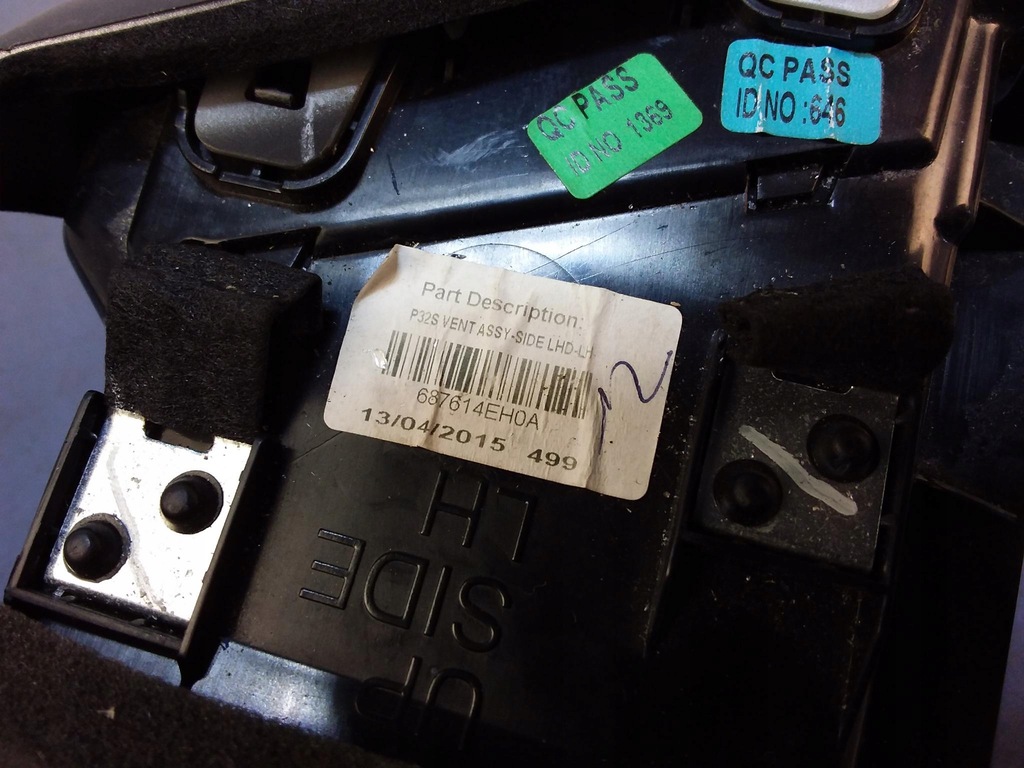 QC PASS
ID NO 1369
QC PASS
ID NO :646
Part Description:
P32S VENT ASSY-SIDE LHD-LH
687614EH0A
13/04/2015 499
12
LH
SIDE
UP